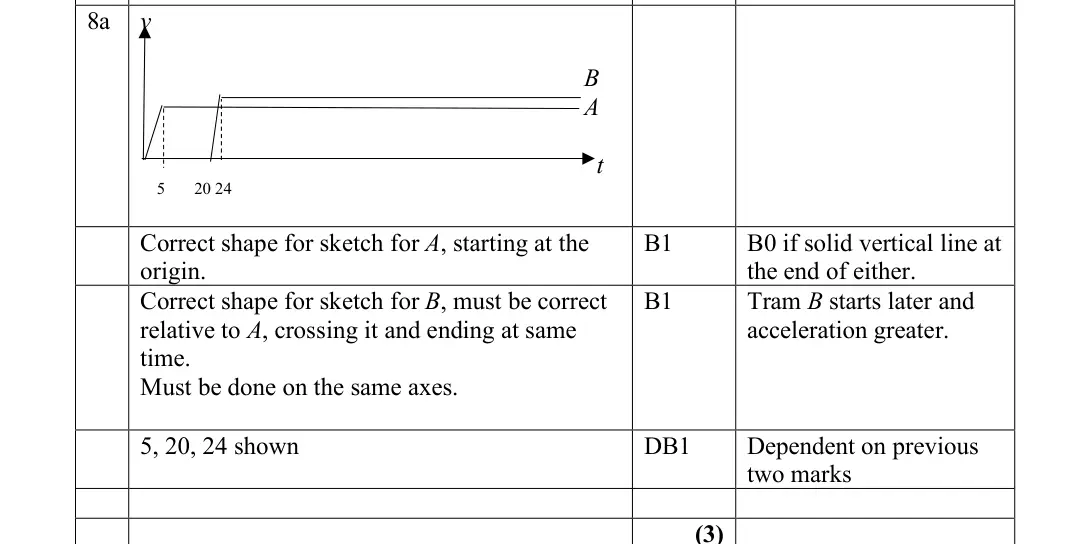 8a
v
B
A
t
5 20 24
Correct shape for sketch for A, starting at the
origin.
B1
B0 if solid vertical line at
the end of either.
Correct shape for sketch for B, must be correct
relative to A, crossing it and ending at same
time.
Must be done on the same axes.
B1
Tram B starts later and
acceleration greater.
5, 20, 24 shown
DB1
Dependent on previous
two marks
(3)